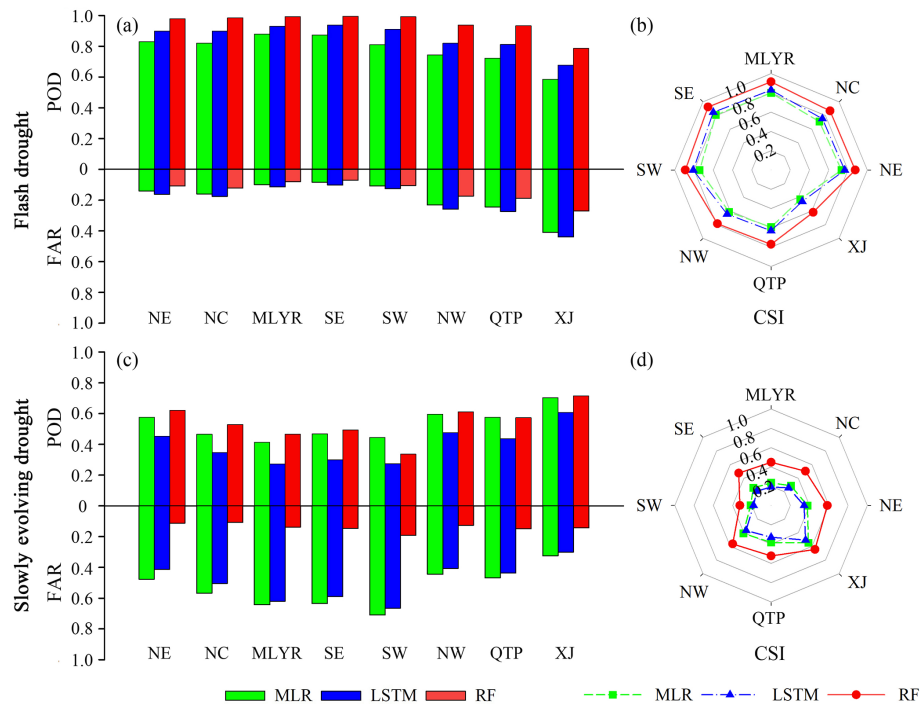 (a)
(b)
Flash drought
POD
FAR
1.0
0.8
0.6
0.4
0.2
0
0.2
0.4
0.6
0.8
1.0
NE NC MLYR SE SW NW QTP XJ
MLYR
NC
NE
XJ
QTP
NW
SW
SE
1.0
0.8
0.6
0.4
0.2
CSI
(c)
(d)
Slowly evolving drought
POD
FAR
1.0
0.8
0.6
0.4
0.2
0
0.2
0.4
0.6
0.8
1.0
NE NC MLYR SE SW NW QTP XJ
MLYR
NC
NE
XJ
QTP
NW
SW
SE
1.0
0.8
0.6
0.4
0.2
CSI
MLR LSTM RF
MLR LSTM RF